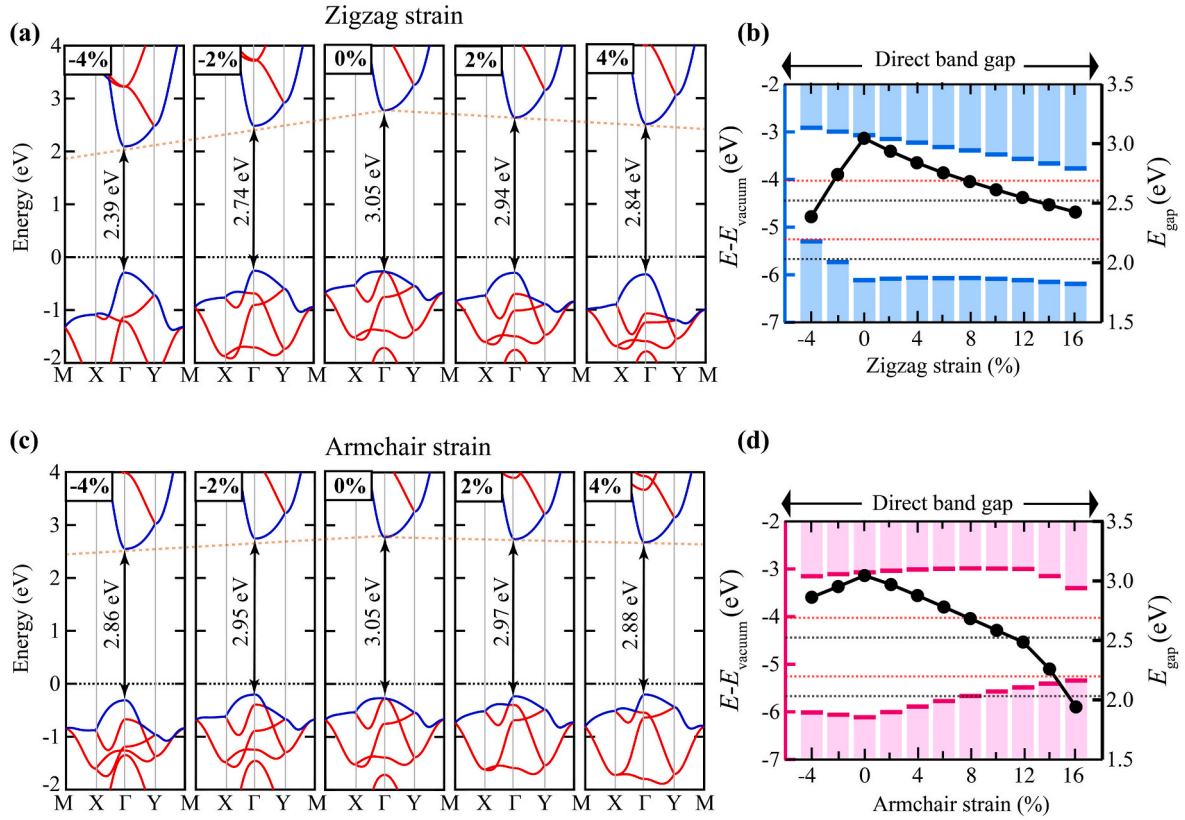 Zigzag strain
(a)
-4% -2% 0% 2% 4%
4
3
2
1
0
-1
-2
Energy (eV)
2.39 eV 2.74 eV 3.05 eV 2.94 eV 2.84 eV
M X Γ Y M X Γ Y M X Γ Y M X Γ Y M X Γ Y M
(b)
Direct band gap
-2
-3
-4
-5
-6
-7
E-Evacuum (eV)
3.5
3.0
2.5
2.0
1.5
Egap (eV)
-4 0 4 8 12 16
Zigzag strain (%)
(c)
Armchair strain
-4% -2% 0% 2% 4%
4
3
2
1
0
-1
-2
Energy (eV)
2.86 eV 2.95 eV 3.05 eV 2.97 eV 2.88 eV
M X Γ Y M X Γ Y M X Γ Y M X Γ Y M X Γ Y M
(d)
Direct band gap
-2
-3
-4
-5
-6
-7
E-Evacuum (eV)
3.5
3.0
2.5
2.0
1.5
Egap (eV)
-4 0 4 8 12 16
Armchair strain (%)